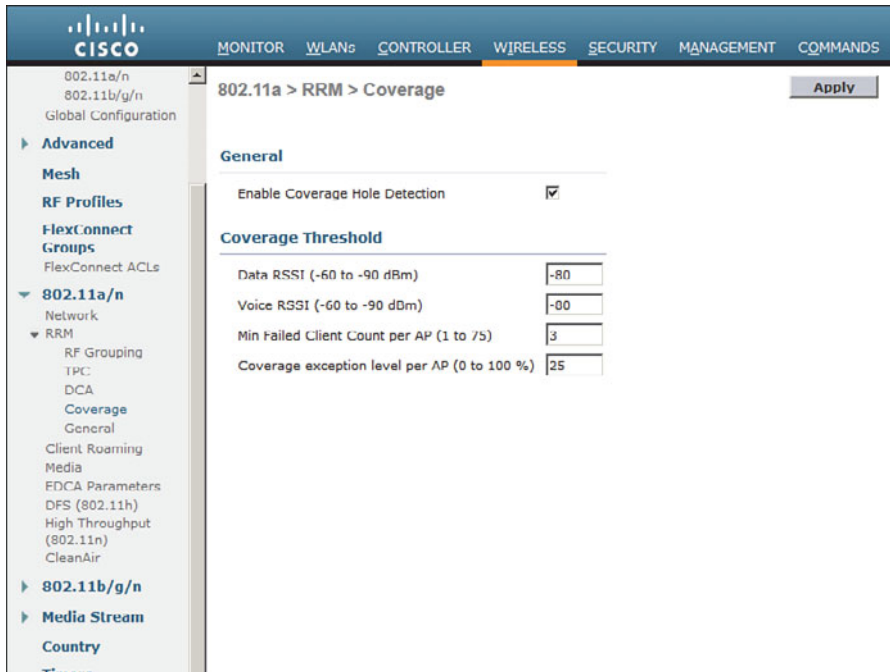 CISCO
MONITOR WLANs CONTROLLER WIRELESS SECURITY MANAGEMENT COMMANDS
802.11a/n
802.11b/g/n
Global Configuration
Advanced
Mesh
RF Profiles
FlexConnect
Groups
FlexConnect ACLs
802.11a/n
Network
RRM
RF Grouping
TPC
DCA
Coverage
General
Client Roaming
Media
EDCA Parameters
DFS (802.11h)
High Throughput
(802.11n)
CleanAir
802.11b/g/n
Media Stream
Country
802.11a > RRM > Coverage
Apply
General
Enable Coverage Hole Detection
Coverage Threshold
Data RSSI (-60 to -90 dBm) -80
Voice RSSI (-60 to -90 dBm) -80
Min Failed Client Count per AP (1 to 75) 3
Coverage exception level per AP (0 to 100 %) 25